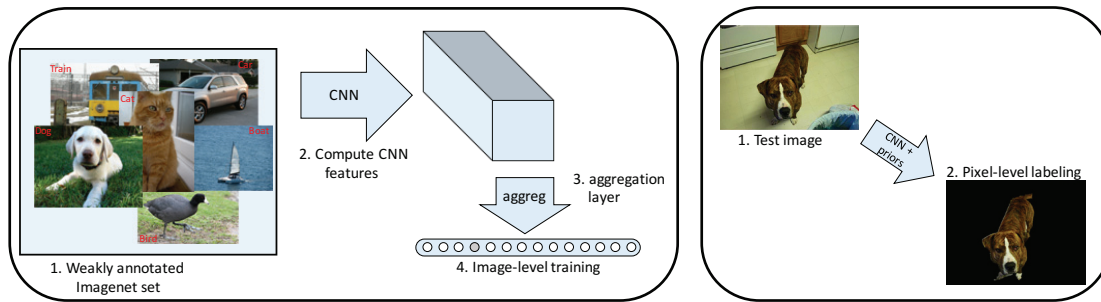 Train
Car
Cat
Dog
Boat
Bird
1. Weakly annotated
Imagenet set
CNN
2. Compute CNN
features
3. aggregation
layer
aggreg
4. Image-level training
1. Test image
CNN +
priors
2. Pixel-level labeling